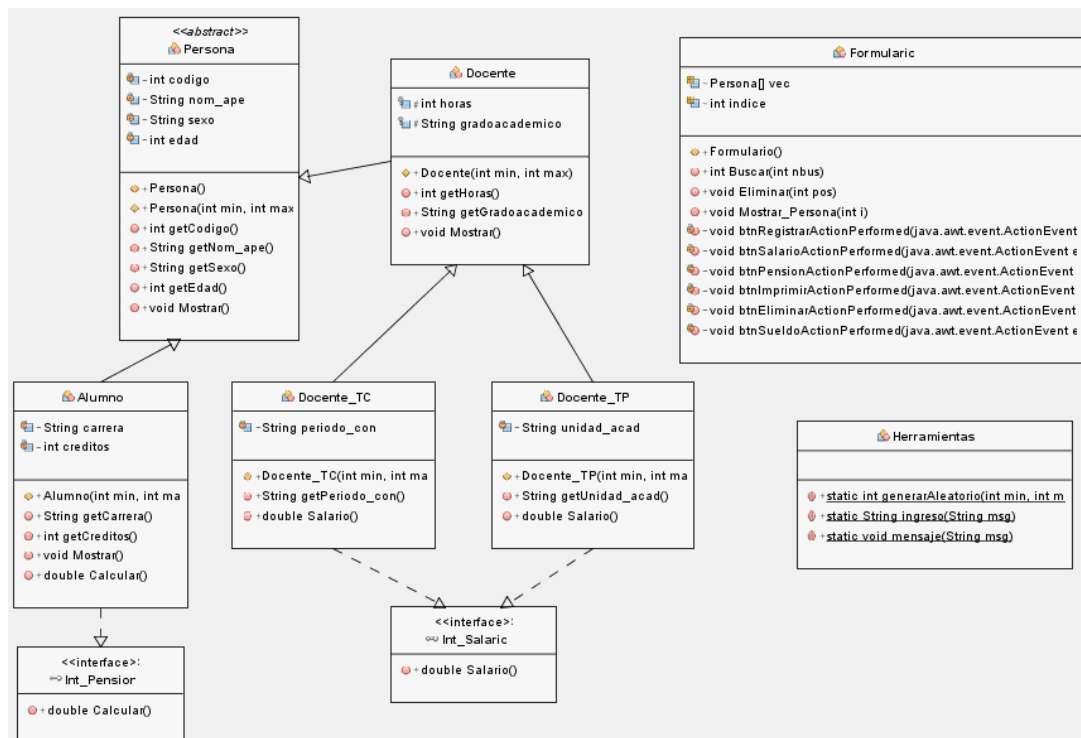 <<abstract>>
Persona
- int codigo
- String nom_ape
- String sexo
- int edad
+ Persona()
+ Persona(int min, int max
+ int getCodigo()
+ String getNom_ape()
+ String getSexo()
+ int getEdad()
+ void Mostrar()
Docente
# int horas
# String gradoacademico
+ Docente(int min, int max)
+ int getHoras()
+ String getGradoacademico
+ void Mostrar()
Formularic
~ Persona[] vec
~ int indice
+ Formulario()
+ int Buscar(int nbus)
+ void Eliminar(int pos)
+ void Mostrar_Persona(int i)
- void btnRegistrarActionPerformed(java.awt.event.ActionEvent
- void btnSalarioActionPerformed(java.awt.event.ActionEvent e
- void btnPensionActionPerformed(java.awt.event.ActionEvent
- void btnImprimirActionPerformed(java.awt.event.ActionEvent
- void btnEliminarActionPerformed(java.awt.event.ActionEvent
- void btnSueldoActionPerformed(java.awt.event.ActionEvent e
Alumno
- String carrera
- int creditos
+ Alumno(int min, int ma
+ String getCarrera()
+ int getCreditos()
+ void Mostrar()
+ double Calcular()
Docente_TC
- String periodo_con
+ Docente_TC(int min, int ma
+ String getPeriodo_con()
+ double Salario()
Docente_TP
- String unidad_acad
+ Docente_TP(int min, int ma
+ String getUnidad_acad()
+ double Salario()
Herramientas
+ static int generarAleatorio(int min, int m
+ static String ingreso(String msg)
+ static void mensaje(String msg)
<<interface>>:
Int_Pensior
+ double Calcular()
<<interface>>:
Int_Salaric
+ double Salario()